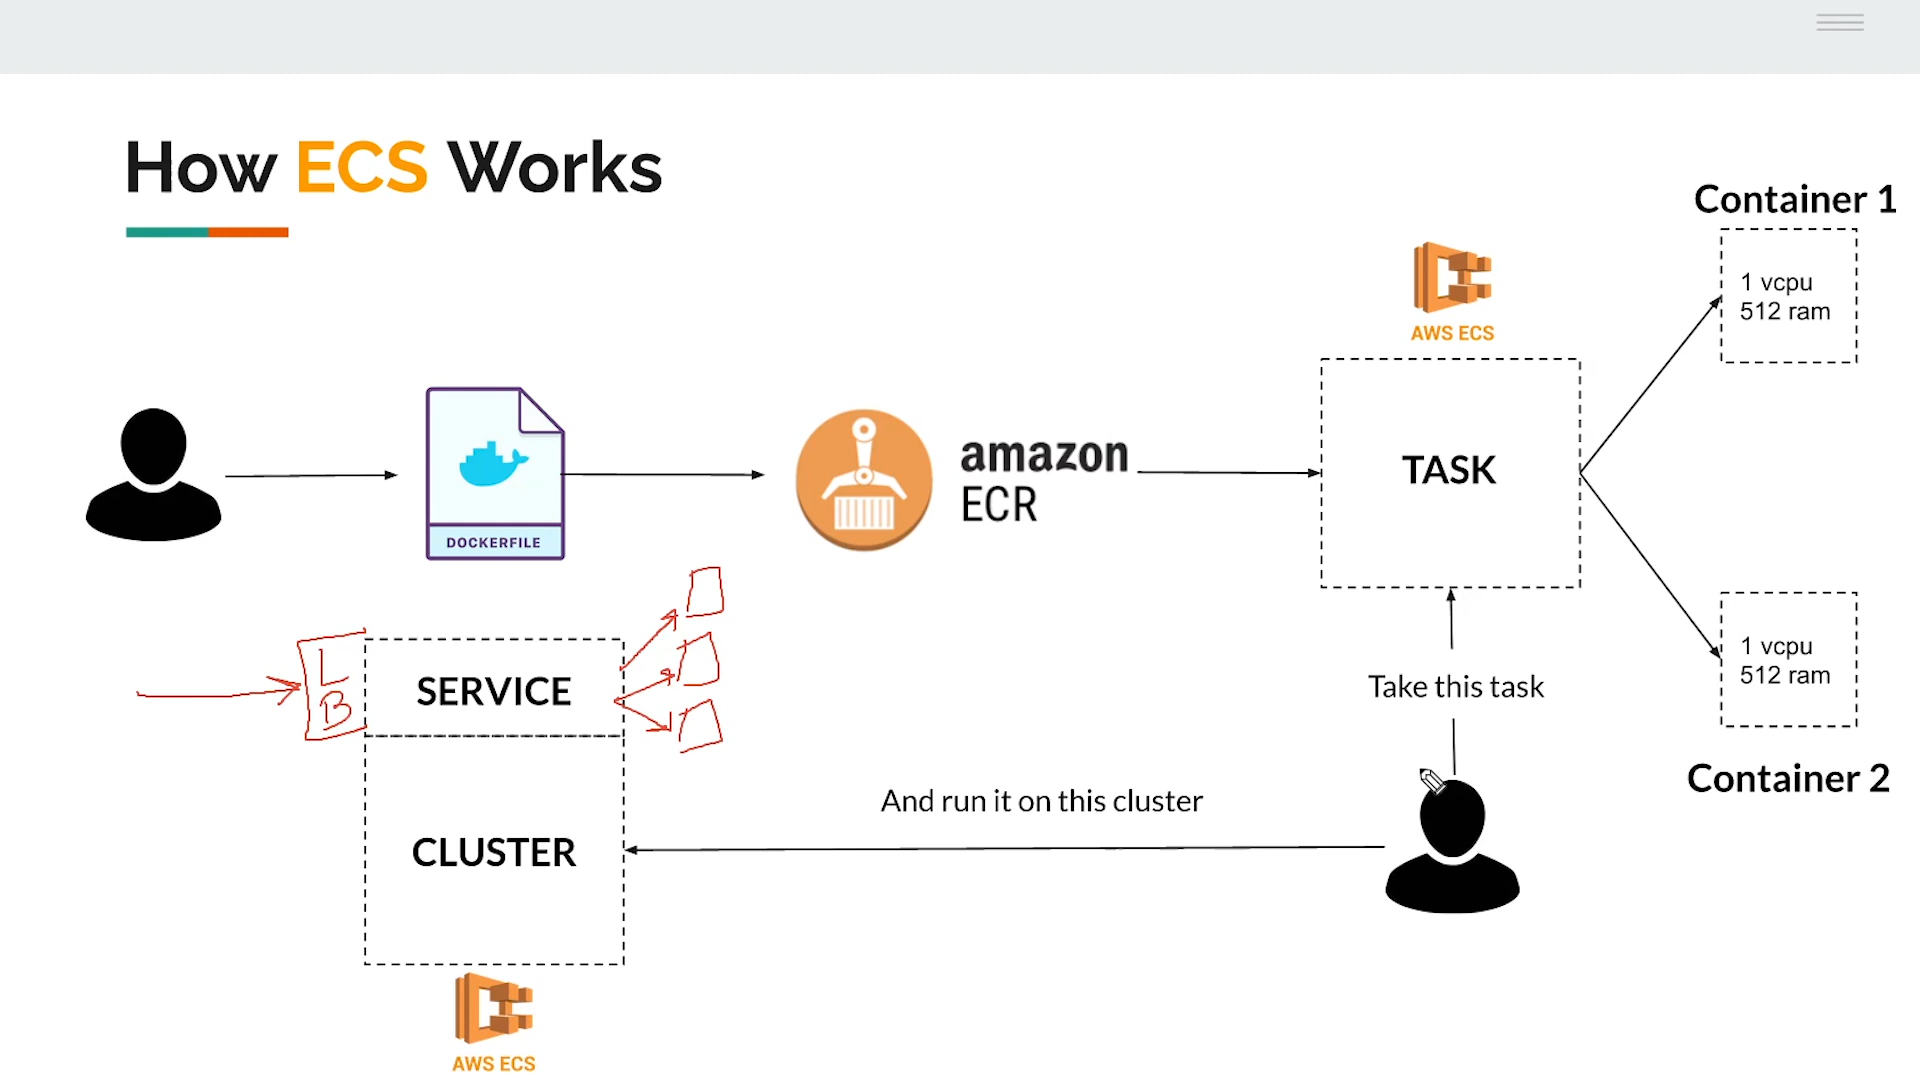 How ECS Works
Container 1
1 vcpu
512 ram
AWS ECS
TASK
amazon
ECR
DOCKERFILE
L
B
SERVICE
Take this task
1 vcpu
512 ram
Container 2
And run it on this cluster
CLUSTER
AWS ECS